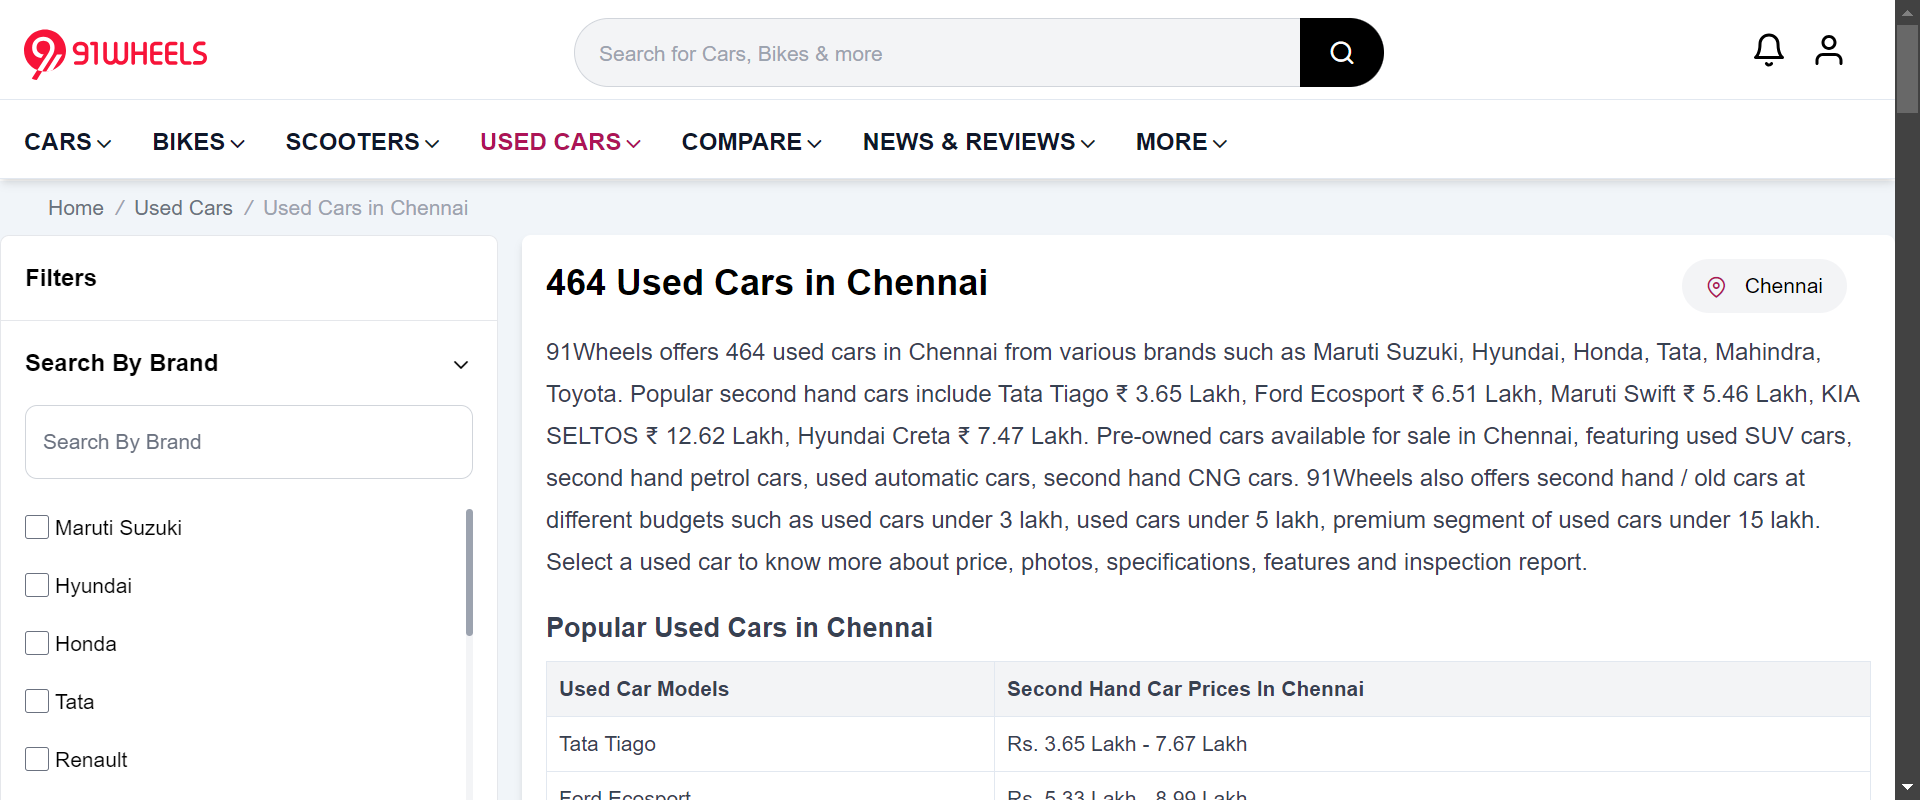 91WHEELS
Search for Cars, Bikes & more
CARS BIKES SCOOTERS USED CARS COMPARE NEWS & REVIEWS MORE
Home / Used Cars / Used Cars in Chennai
Filters
Search By Brand
Search By Brand
Maruti Suzuki
Hyundai
Honda
Tata
Renault
464 Used Cars in Chennai
Chennai
91Wheels offers 464 used cars in Chennai from various brands such as Maruti Suzuki, Hyundai, Honda, Tata, Mahindra,
Toyota. Popular second hand cars include Tata Tiago ₹ 3.65 Lakh, Ford Ecosport ₹ 6.51 Lakh, Maruti Swift ₹ 5.46 Lakh, KIA
SELTOS ₹ 12.62 Lakh, Hyundai Creta ₹ 7.47 Lakh. Pre-owned cars available for sale in Chennai, featuring used SUV cars,
second hand petrol cars, used automatic cars, second hand CNG cars. 91Wheels also offers second hand / old cars at
different budgets such as used cars under 3 lakh, used cars under 5 lakh, premium segment of used cars under 15 lakh.
Select a used car to know more about price, photos, specifications, features and inspection report.
Popular Used Cars in Chennai
Used Car Models Second Hand Car Prices In Chennai
Tata Tiago Rs. 3.65 Lakh - 7.67 Lakh
Ford Ecosport Rs. 5.33 Lakh - 8.99 Lakh